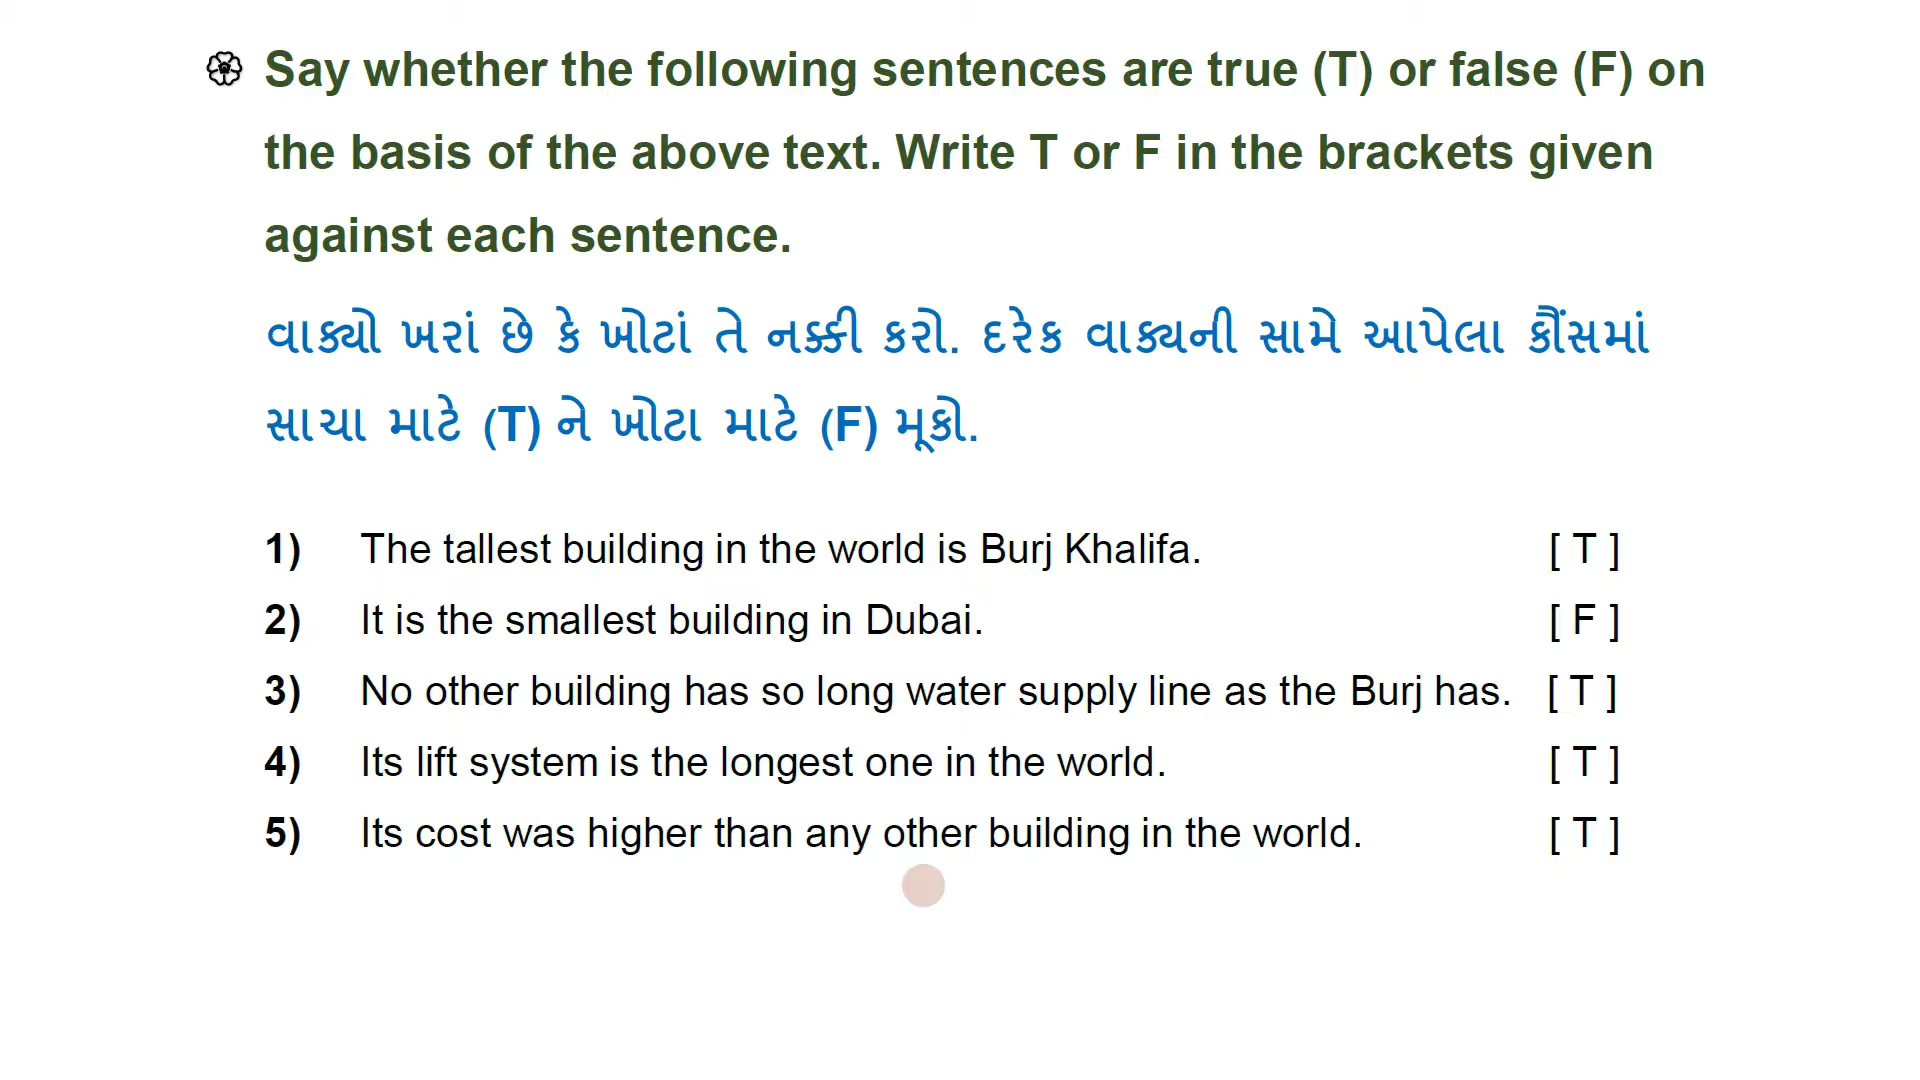 Say whether the following sentences are true (T) or false (F) on
the basis of the above text. Write T or F in the brackets given
against each sentence.
વાક્યો ખરાં છે કે ખોટાં તે નક્કી કરો. દરેક વાક્યની સામે આપેલા કૌંસમાં
સાચા માટે (T) ને ખોટા માટે (F) મૂકો.
1) The tallest building in the world is Burj Khalifa. [ T ]
2) It is the smallest building in Dubai. [ F ]
3) No other building has so long water supply line as the Burj has. [ T ]
4) Its lift system is the longest one in the world. [ T ]
5) Its cost was higher than any other building in the world. [ T ]